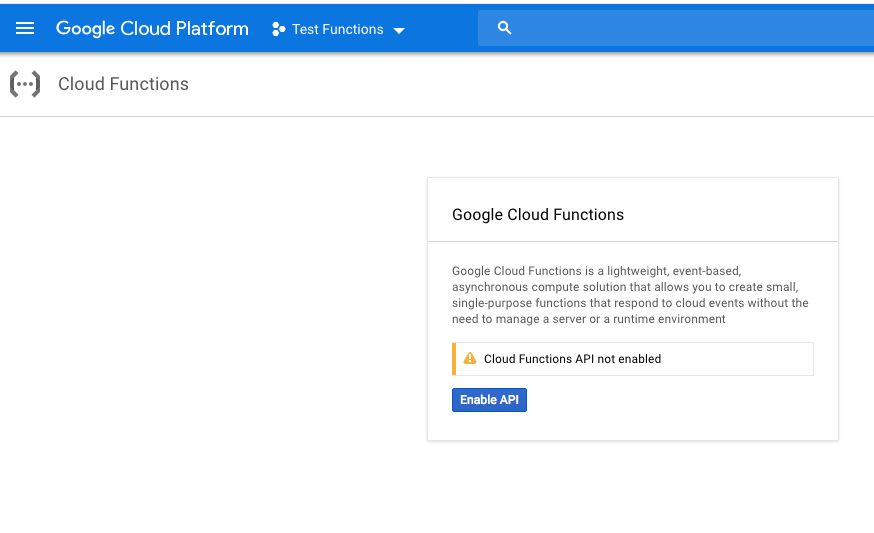 Google Cloud Platform Test Functions
Cloud Functions
Google Cloud Functions
Google Cloud Functions is a lightweight, event-based,
asynchronous compute solution that allows you to create small,
single-purpose functions that respond to cloud events without the
need to manage a server or a runtime environment
Cloud Functions API not enabled
Enable API